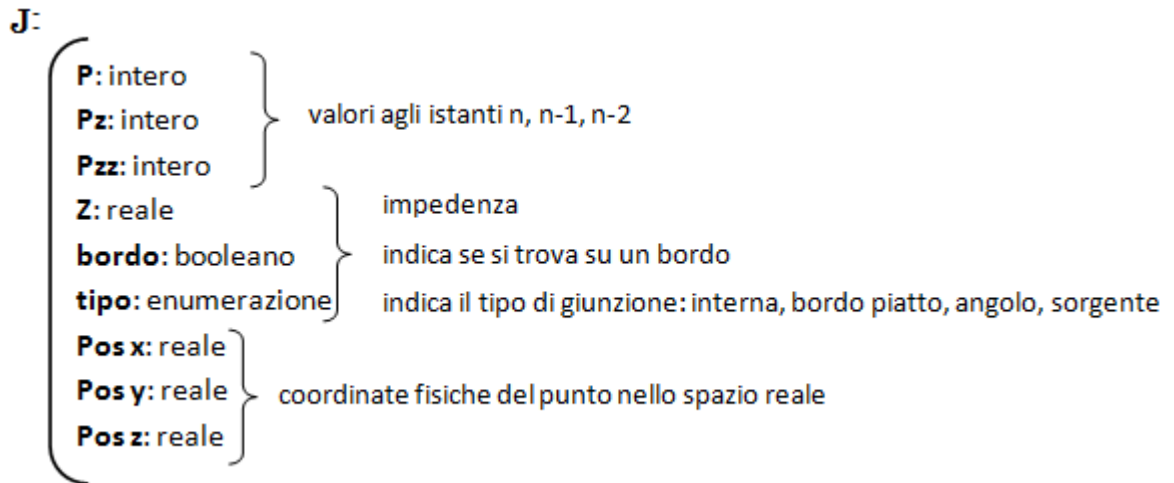 J:
P: intero
Pz: intero valori agli istanti n, n-1, n-2
Pzz: intero
Z: reale impedenza
bordo: booleano indica se si trova su un bordo
tipo: enumerazione indica il tipo di giunzione: interna, bordo piatto, angolo, sorgente
Pos x: reale
Pos y: reale coordinate fisiche del punto nello spazio reale
Pos z: reale